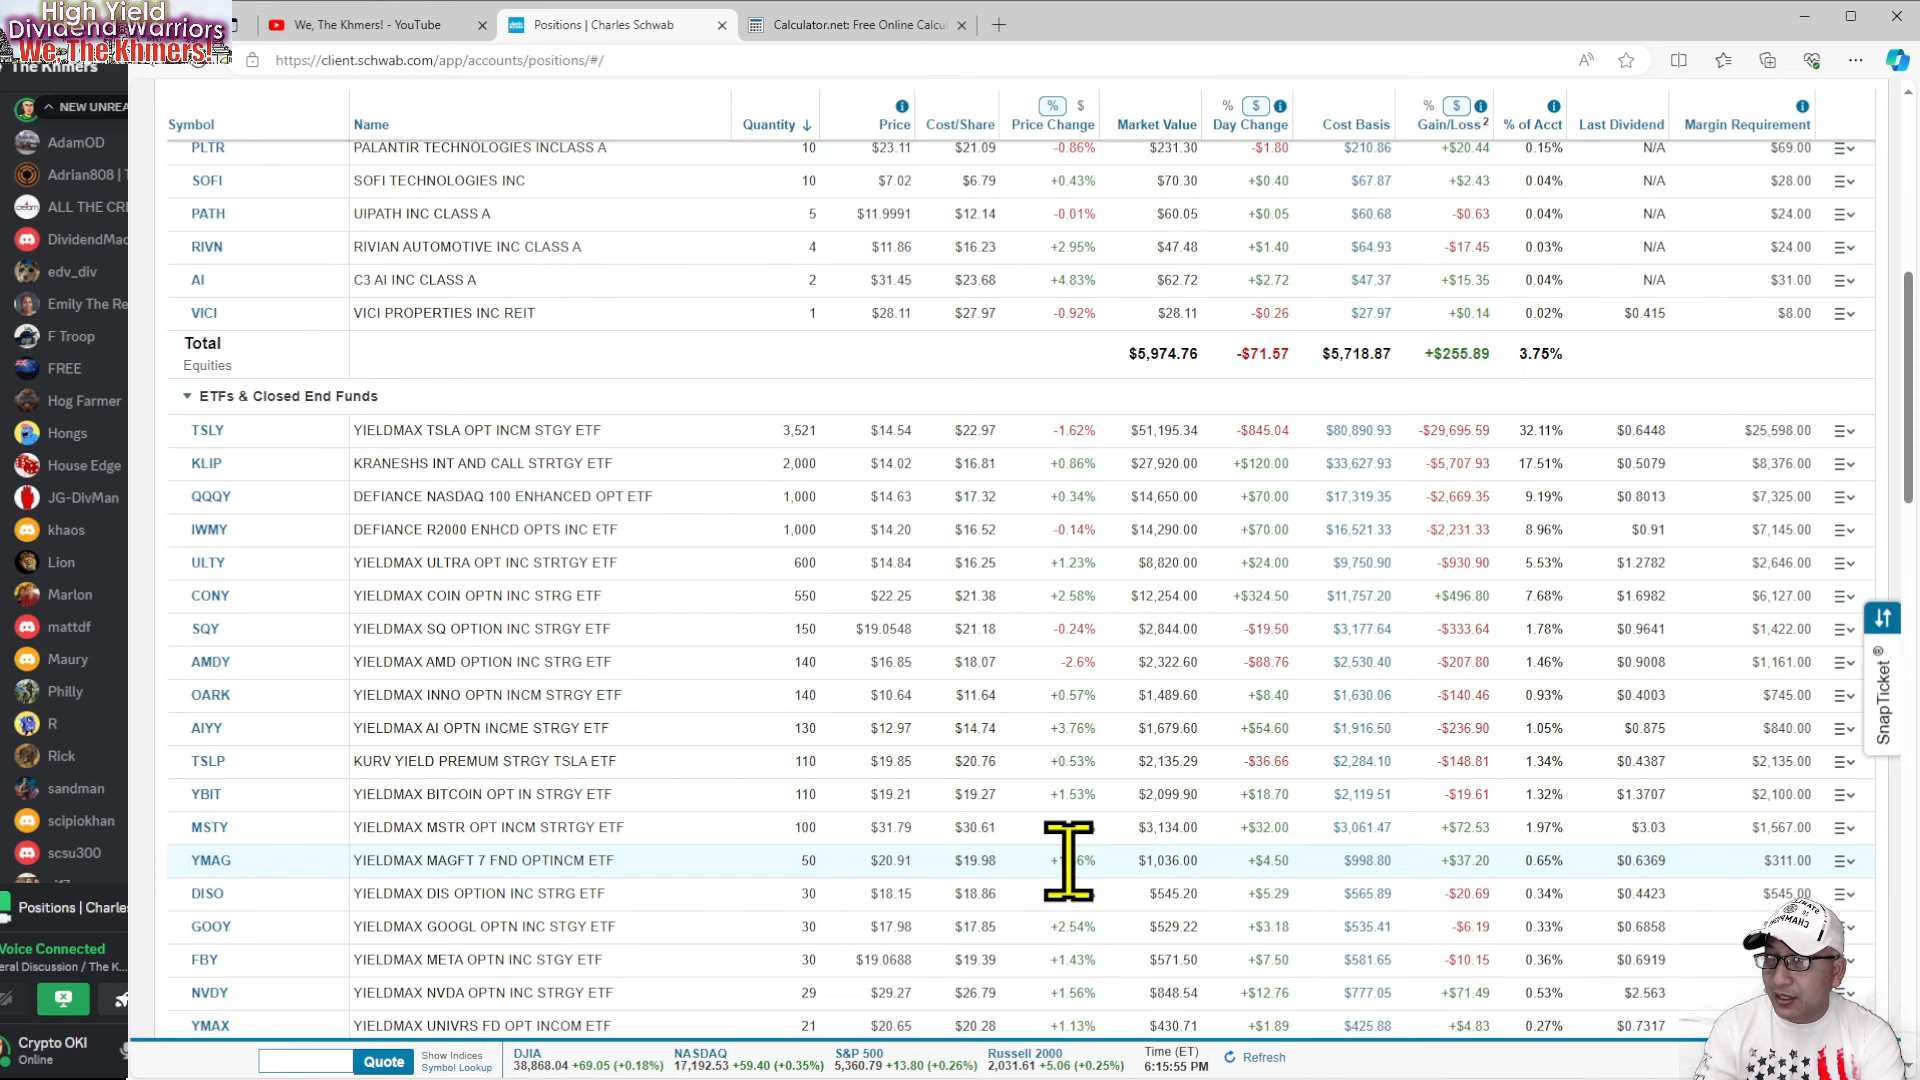 High Yield
Dividend Warriors
We The Khmers!
The Khmers
We, The Khmers! - YouTube
Positions | Charles Schwab
Calculator.net: Free Online Calcu
https://client.schwab.com/app/accounts/positions/#/
NEW UNREA
AdamOD
Adrian808 | T
ALL THE CRE
DividendMac
edv_div
Emily The Re
F Troop
FREE
Hog Farmer
Hongs
House Edge
JG-DivMan
khaos
Lion
Marlon
mattdf
Maury
Philly
R
Rick
sandman
scipiokhan
scsu300
Positions | Charles
Voice Connected
eral Discussion / The K...
Crypto OKI
Online
% $ % $ % $
Symbol Name Quantity Price Cost/Share Price Change Market Value Day Change Cost Basis Gain/Loss 2 % of Acct Last Dividend Margin Requirement
PLTR PALANTIR TECHNOLOGIES INCLASS A 10 $23.11 $21.09 -0.86% $231.30 -$1.80 $210.86 +$20.44 0.15% N/A $69.00
SOFI SOFI TECHNOLOGIES INC 10 $7.02 $6.79 +0.43% $70.30 +$0.40 $67.87 +$2.43 0.04% N/A $28.00
PATH UIPATH INC CLASS A 5 $11.9991 $12.14 -0.01% $60.05 +$0.05 $60.68 -$0.63 0.04% N/A $24.00
RIVN RIVIAN AUTOMOTIVE INC CLASS A 4 $11.86 $16.23 +2.95% $47.48 +$1.40 $64.93 -$17.45 0.03% N/A $24.00
AI C3 AI INC CLASS A 2 $31.45 $23.68 +4.83% $62.72 +$2.72 $47.37 +$15.35 0.04% N/A $31.00
VICI VICI PROPERTIES INC REIT 1 $28.11 $27.97 -0.92% $28.11 -$0.26 $27.97 +$0.14 0.02% $0.415 $8.00
Total
Equities
$5,974.76 -$71.57 $5,718.87 +$255.89 3.75%
ETFs & Closed End Funds
TSLY YIELDMAX TSLA OPT INCM STGY ETF 3,521 $14.54 $22.97 -1.62% $51,195.34 -$845.04 $80,890.93 -$29,695.59 32.11% $0.6448 $25,598.00
KLIP KRANESHS INT AND CALL STRTGY ETF 2,000 $14.02 $16.81 +0.86% $27,920.00 +$120.00 $33,627.93 -$5,707.93 17.51% $0.5079 $8,376.00
QQQY DEFIANCE NASDAQ 100 ENHANCED OPT ETF 1,000 $14.63 $17.32 +0.34% $14,650.00 +$70.00 $17,319.35 -$2,669.35 9.19% $0.8013 $7,325.00
IWMY DEFIANCE R2000 ENHCD OPTS INC ETF 1,000 $14.20 $16.52 -0.14% $14,290.00 +$70.00 $16,521.33 -$2,231.33 8.96% $0.91 $7,145.00
ULTY YIELDMAX ULTRA OPT INC STRTGY ETF 600 $14.84 $16.25 +1.23% $8,820.00 +$24.00 $9,750.90 -$930.90 5.53% $1.2782 $2,646.00
CONY YIELDMAX COIN OPTN INC STRG ETF 550 $22.25 $21.38 +2.58% $12,254.00 +$324.50 $11,757.20 +$496.80 7.68% $1.6982 $6,127.00
SQY YIELDMAX SQ OPTION INC STRGY ETF 150 $19.0548 $21.18 -0.24% $2,844.00 -$19.50 $3,177.64 -$333.64 1.78% $0.9641 $1,422.00
AMDY YIELDMAX AMD OPTION INC STRG ETF 140 $16.85 $18.07 -2.6% $2,322.60 -$88.76 $2,530.40 -$207.80 1.46% $0.9008 $1,161.00
OARK YIELDMAX INNO OPTN INCM STRGY ETF 140 $10.64 $11.64 +0.57% $1,489.60 +$8.40 $1,630.06 -$140.46 0.93% $0.4003 $745.00
AIYY YIELDMAX AI OPTN INCME STRGY ETF 130 $12.97 $14.74 +3.76% $1,679.60 +$54.60 $1,916.50 -$236.90 1.05% $0.875 $840.00
TSLP KURV YIELD PREMUM STRGY TSLA ETF 110 $19.85 $20.76 +0.53% $2,135.29 -$36.66 $2,284.10 -$148.81 1.34% $0.4387 $2,135.00
YBIT YIELDMAX BITCOIN OPT IN STRGY ETF 110 $19.21 $19.27 +1.53% $2,099.90 +$18.70 $2,119.51 -$19.61 1.32% $1.3707 $2,100.00
MSTY YIELDMAX MSTR OPT INCM STRTGY ETF 100 $31.79 $30.61 $3,134.00 +$32.00 $3,061.47 +$72.53 1.97% $3.03 $1,567.00
YMAG YIELDMAX MAGFT 7 FND OPTINCM ETF 50 $20.91 $19.98 $1,036.00 +$4.50 $998.80 +$37.20 0.65% $0.6369 $311.00
DISO YIELDMAX DIS OPTION INC STRG ETF 30 $18.15 $18.86 $545.20 +$5.29 $565.89 -$20.69 0.34% $0.4423 $545.00
GOOY YIELDMAX GOOGL OPTN INC STGY ETF 30 $17.98 $17.85 +2.54% $529.22 +$3.18 $535.41 -$6.19 0.33% $0.6858
FBY YIELDMAX META OPTN INC STGY ETF 30 $19.0688 $19.39 +1.43% $571.50 +$7.50 $581.65 -$10.15 0.36% $0.6919
NVDY YIELDMAX NVDA OPTN INC STRGY ETF 29 $29.27 $26.79 +1.56% $848.54 +$12.76 $777.05 +$71.49 0.53% $2.563
YMAX YIELDMAX UNIVRS FD OPT INCOM ETF 21 $20.65 $20.28 +1.13% $430.71 +$1.89 $425.88 +$4.83 0.27% $0.7317
SnapTicket ®
Quote
Show Indices
Symbol Lookup
DJIA
38,868.04 +69.05 (+0.18%)
NASDAQ
17,192.53 +59.40 (+0.35%)
S&P 500
5,360.79 +13.80 (+0.26%)
Russell 2000
2,031.61 +5.06 (+0.25%)
Time (ET)
6:15:55 PM
Refresh